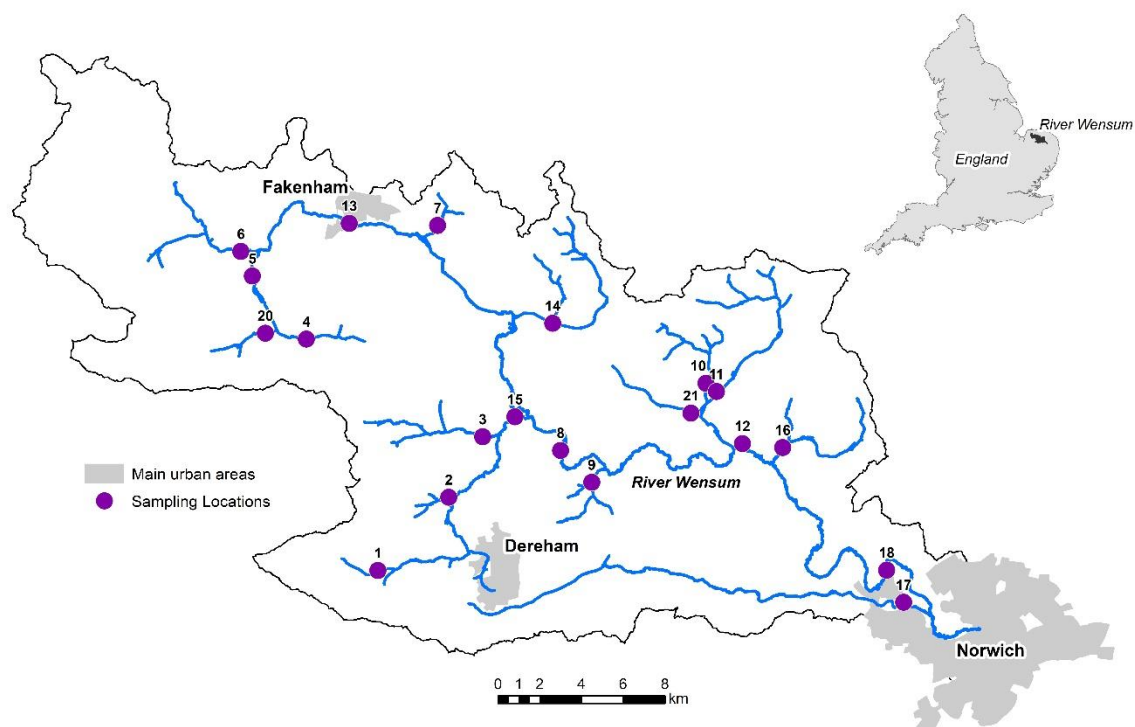 River Wensum
England
Fakenham
13
7
6
5
14
20
4
10
11
21
15
3
12
16
8
River Wensum
9
2
Main urban areas
Sampling Locations
Dereham
1
18
17
Norwich
0 1 2 4 6 8
km